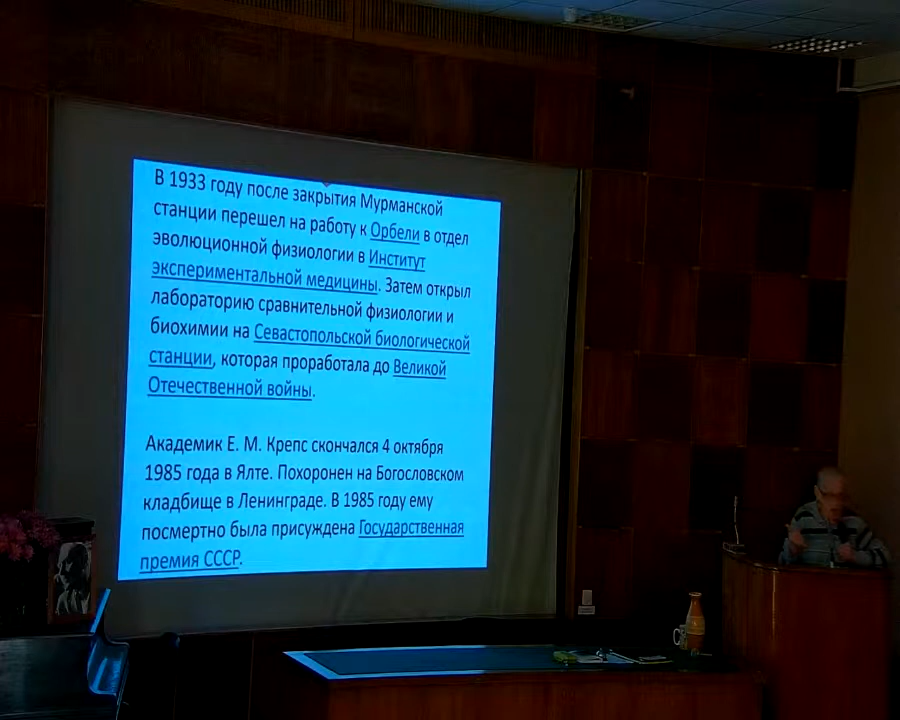 В 1933 году после закрытия Мурманской
станции перешел на работу к Орбели в отдел
эволюционной физиологии в Институт
экспериментальной медицины. Затем открыл
лабораторию сравнительной физиологии и
биохимии на Севастопольской биологической
станции, которая проработала до Великой
Отечественной войны.
Академик Е. М. Крепс скончался 4 октября
1985 года в Ялте. Похоронен на Богословском
кладбище в Ленинграде. В 1985 году ему
посмертно была присуждена Государственная
премия СССР.